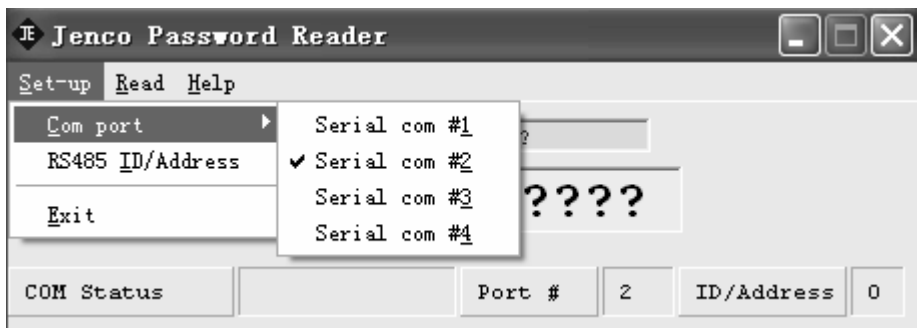 JE Jenco Password Reader
Set-up Read Help
Com port
RS485 ID/Address
Exit
Serial com #1
✔ Serial com #2
Serial com #3
Serial com #4
?
????
COM Status Port # 2 ID/Address 0